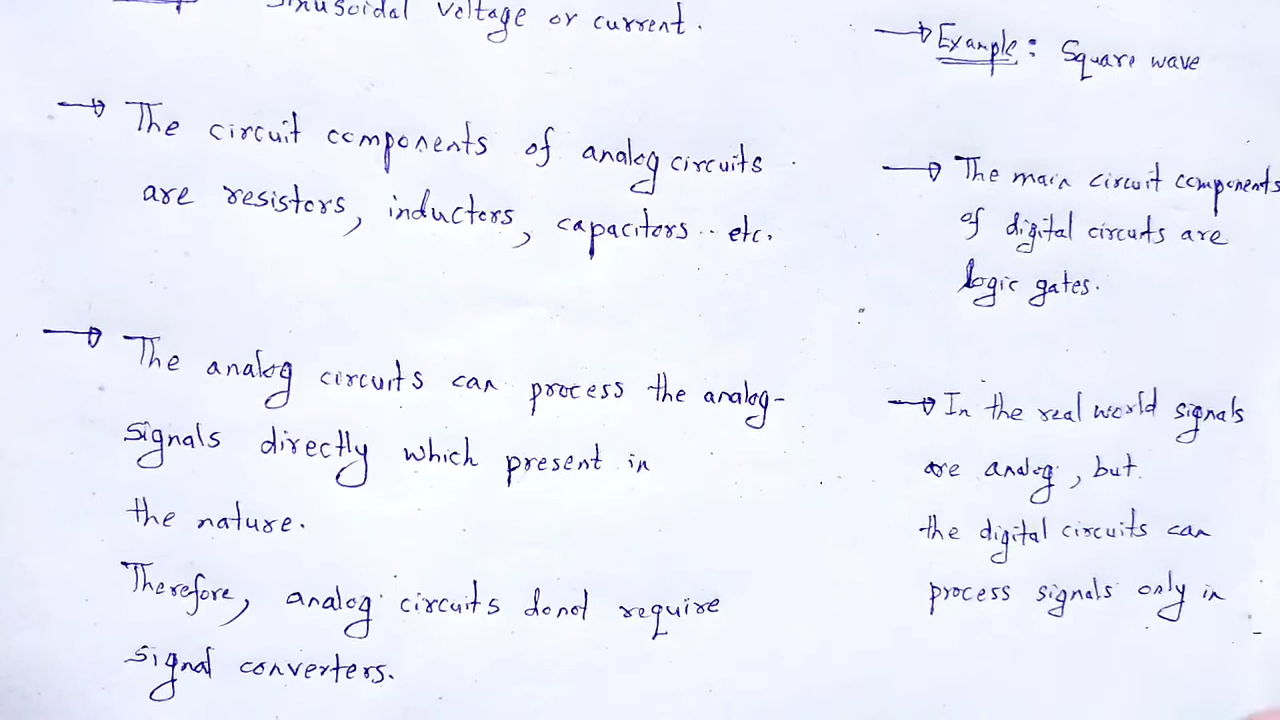 sinusoidal voltage or current.
→ The circuit components of analog circuits
are resistors, inductors, capacitors.. etc.
→ The analog circuits can process the analog-
signals directly which present in
the nature.
Therefore, analog circuits donot require
signal converters.
→ Example: Square wave
→ The main circuit components
of digital circuits are
logic gates.
→ In the real world signals
are analog, but
the digital circuits can
process signals only in